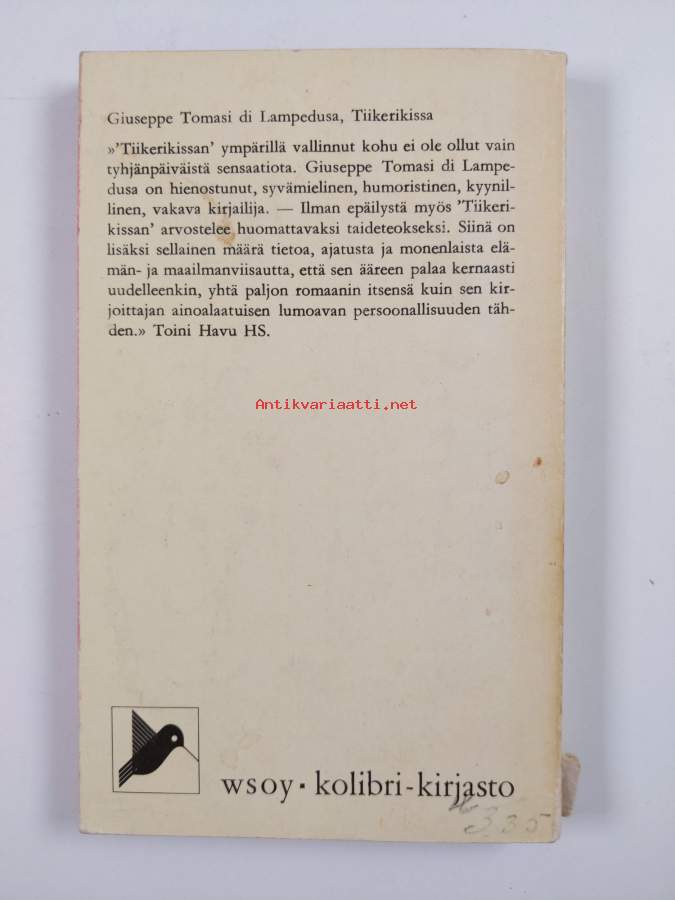 Giuseppe Tomasi di Lampedusa, Tiikerikissa
»'Tiikerikissan' ympärillä vallinnut kohu ei ole ollut vain
tyhjänpäiväistä sensaatiota. Giuseppe Tomasi di Lampe-
dusa on hienostunut, syvämielinen, humoristinen, kyynil-
linen, vakava kirjailija. — Ilman epäilystä myös 'Tiikeri-
kissan' arvostelee huomattavaksi taideteokseksi. Siinä on
lisäksi sellainen määrä tietoa, ajatusta ja monenlaista elä-
män- ja maailmanviisautta, että sen ääreen palaa kernaasti
uudelleenkin, yhtä paljon romaanin itsensä kuin sen kir-
joittajan ainoalaatuisen lumoavan persoonallisuuden täh-
den.» Toini Havu HS.
Antikvariaatti.net
wsoy · kolibri-kirjasto
335